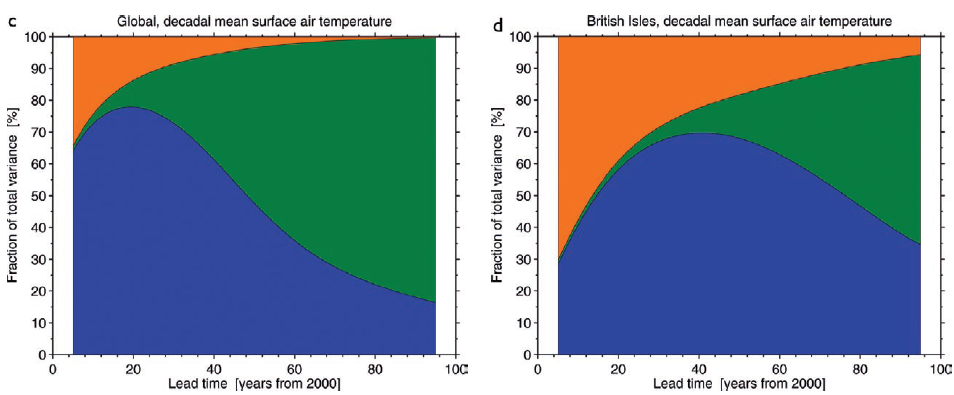 c
Global, decadal mean surface air temperature
Fraction of total variance [%]
100
90
80
70
60
50
40
30
20
10
0
0 20 40 60 80 100
Lead time [years from 2000]
d
British Isles, decadal mean surface air temperature
Fraction of total variance [%]
100
90
80
70
60
50
40
30
20
10
0
0 20 40 60 80 100
Lead time [years from 2000]